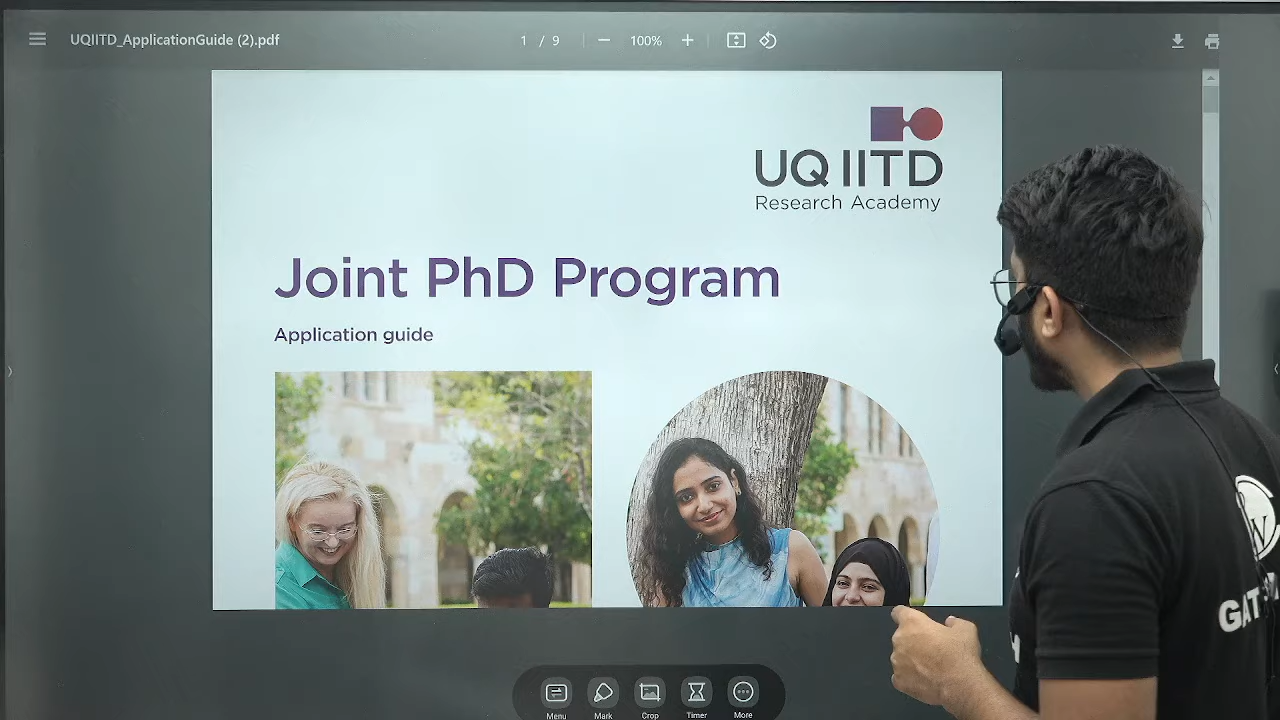 UQIITD_ApplicationGuide (2).pdf
1 / 9
100%
UQ IITD
Research Academy
Joint PhD Program
Application guide
Menu
Mark
Crop
Timer
More